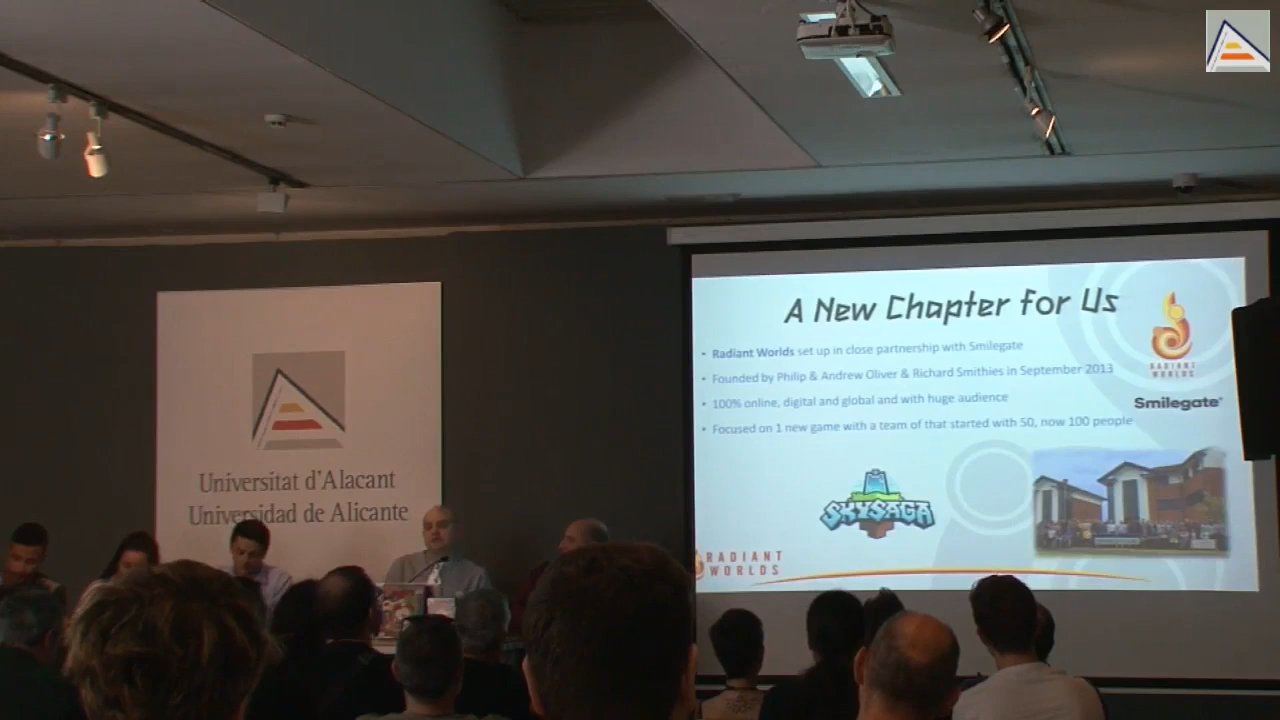 Universitat d'Alacant
Universidad de Alicante
A New Chapter for Us
• Radiant Worlds set up in close partnership with Smilegate
• Founded by Philip & Andrew Oliver & Richard Smithies in September 2013
• 100% online, digital and global and with huge audience
• Focused on 1 new game with a team of that started with 50, now 100 people
RADIANT
WORLDS
Smilegate
SKYSAGA
RADIANT
WORLDS